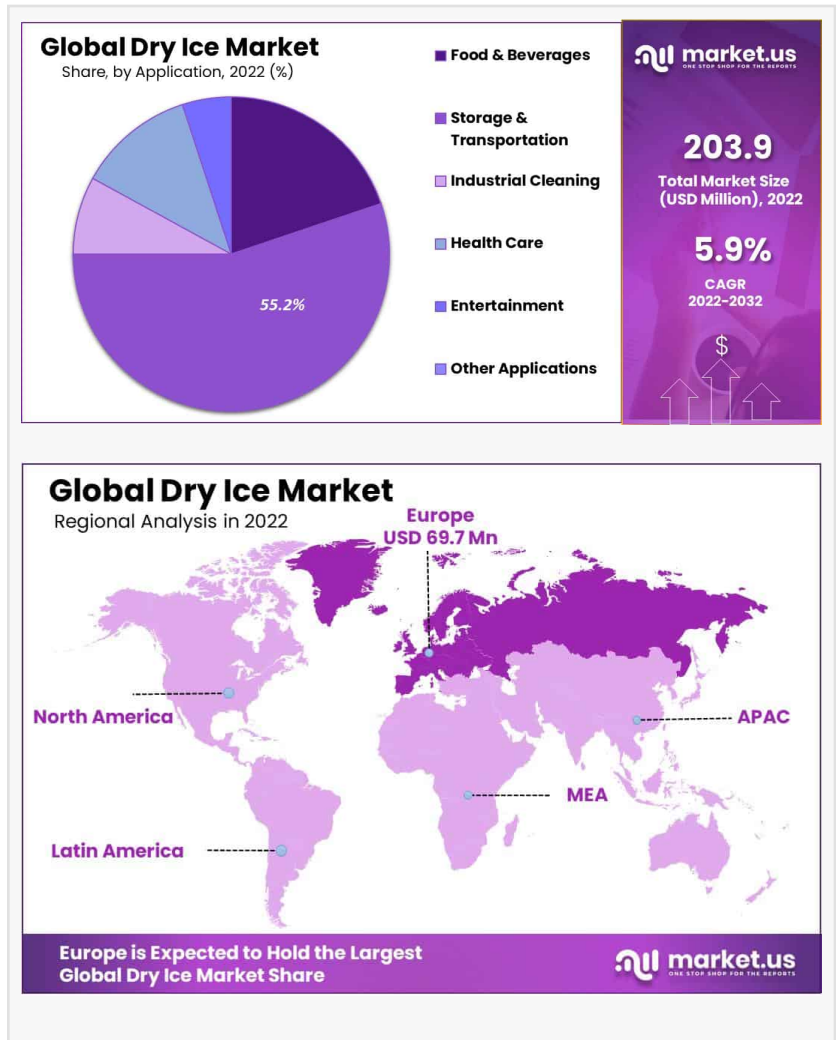 Global Dry Ice Market
Share, by Application, 2022 (%)
55.2%
Food & Beverages
Storage &
Transportation
Industrial Cleaning
Health Care
Entertainment
Other Applications
market.us
ONE STOP SHOP FOR THE REPORTS
203.9
Total Market Size
(USD Million), 2022
5.9%
CAGR
2022-2032
$
Global Dry Ice Market
Regional Analysis in 2022
Europe
USD 69.7 Mn
North America
APAC
MEA
Latin America
Europe is Expected to Hold the Largest
Global Dry Ice Market Share
market.us
ONE STOP SHOP FOR THE REPORTS